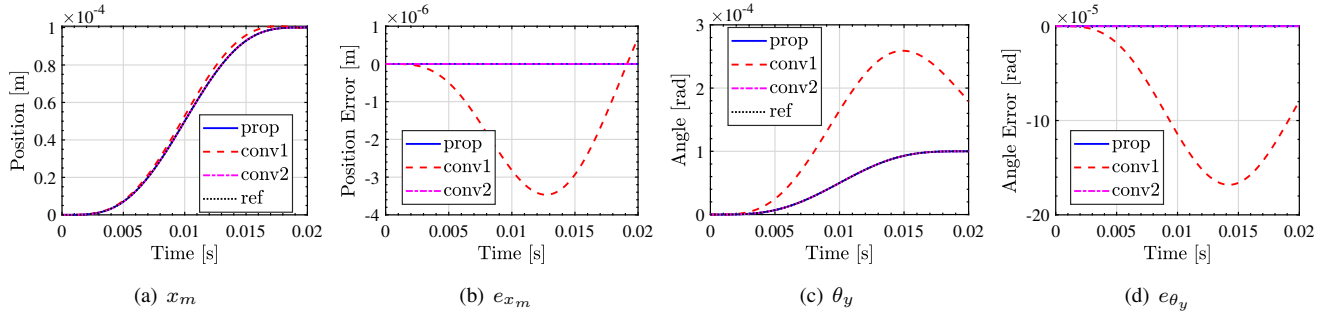 ×10⁻⁴
Position [m]
1
0.8
0.6
0.4
0.2
0
prop
conv1
conv2
ref
0 0.005 0.01 0.015 0.02
Time [s]
(a) xₘ
×10⁻⁶
Position Error [m]
1
0
-1
-2
-3
-4
prop
conv1
conv2
0 0.005 0.01 0.015 0.02
Time [s]
(b) e_{x_m}
×10⁻⁴
Angle [rad]
3
2
1
0
prop
conv1
conv2
ref
0 0.005 0.01 0.015 0.02
Time [s]
(c) θ_y
×10⁻⁵
Angle Error [rad]
0
-10
-20
prop
conv1
conv2
0 0.005 0.01 0.015 0.02
Time [s]
(d) e_{θ_y}